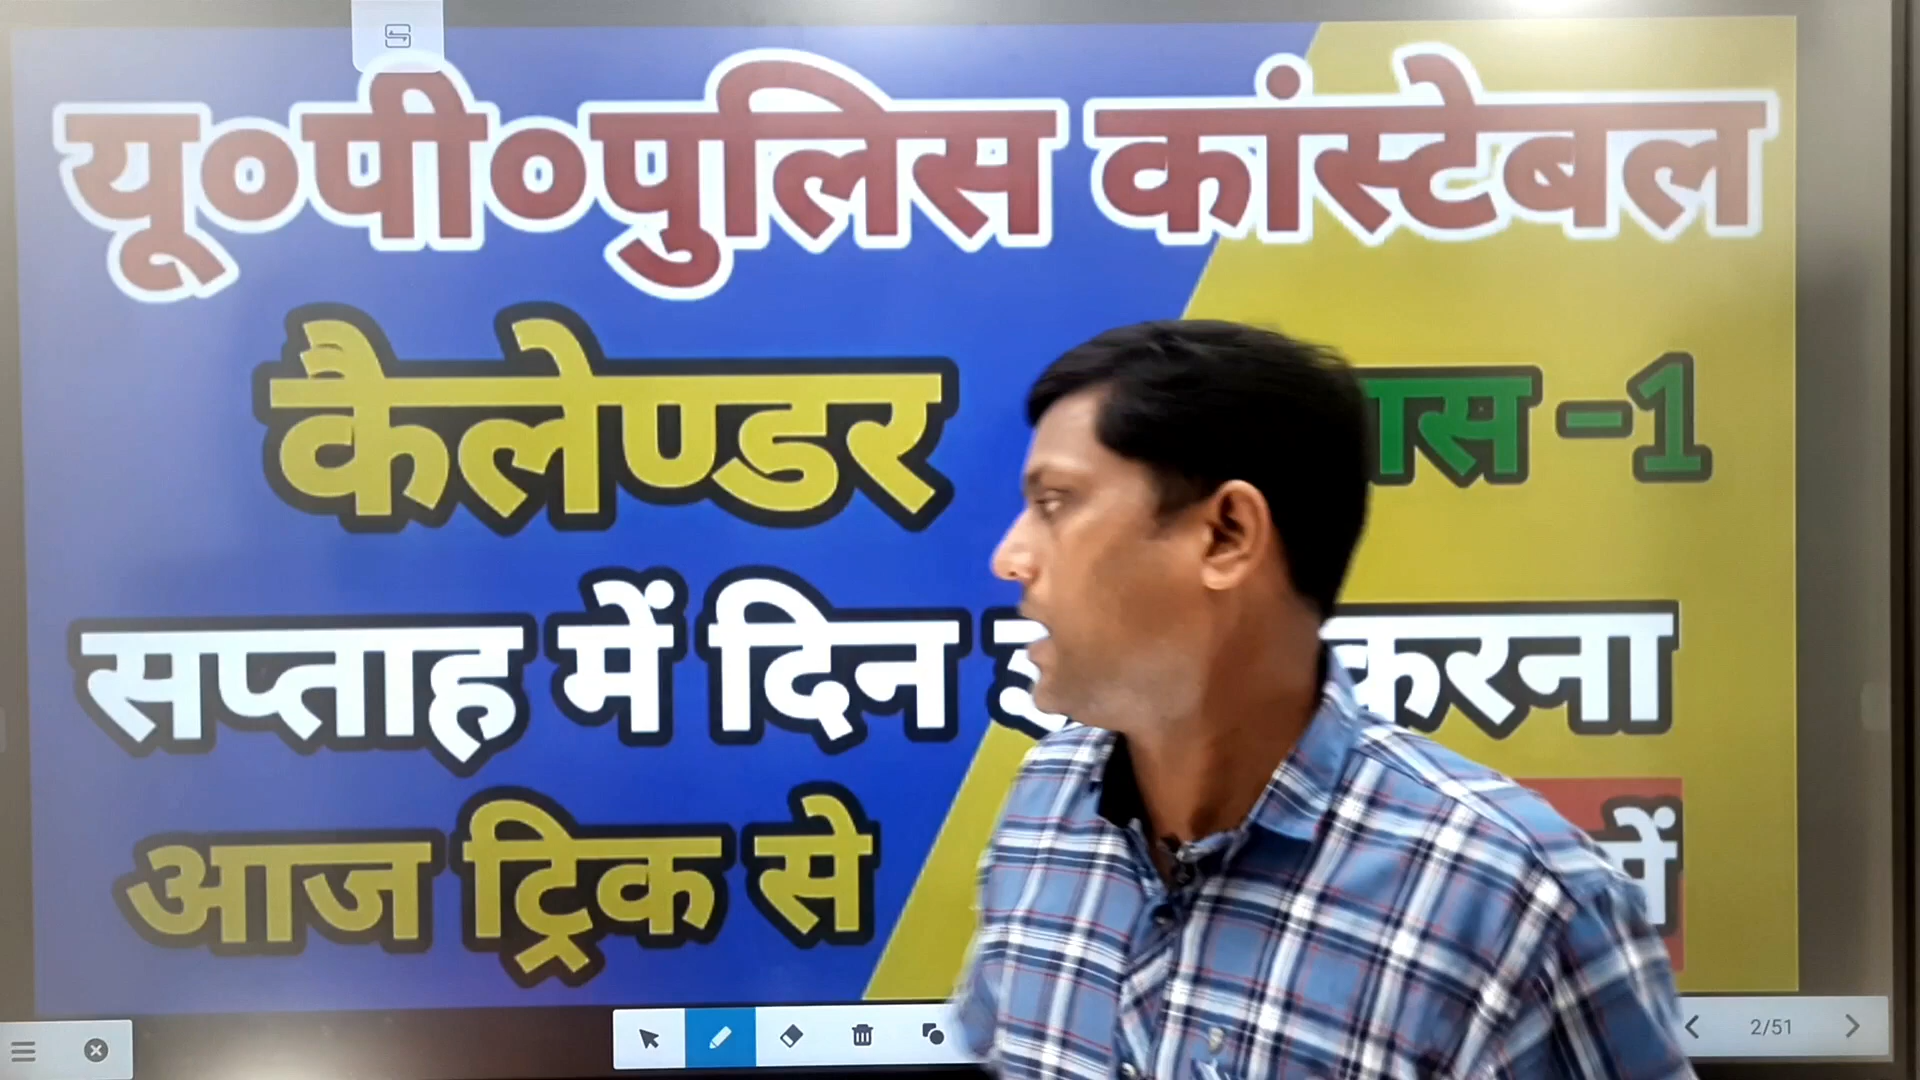 यू०पी०पुलिस कांस्टेबल
कैलेण्डर -1
सप्ताह में दिन करना
आज ट्रिक से में
2/51